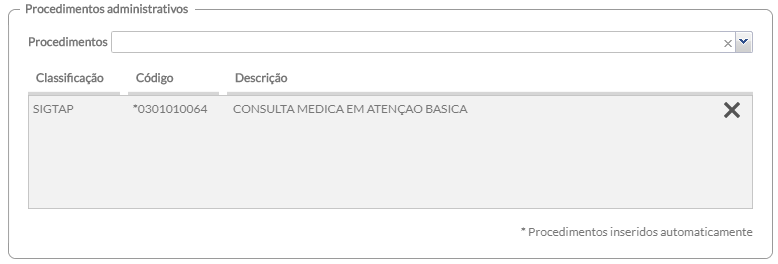 Procedimentos administrativos
Procedimentos
Classificação Código Descrição
SIGTAP *0301010064 CONSULTA MEDICA EM ATENÇAO BASICA
* Procedimentos inseridos automaticamente